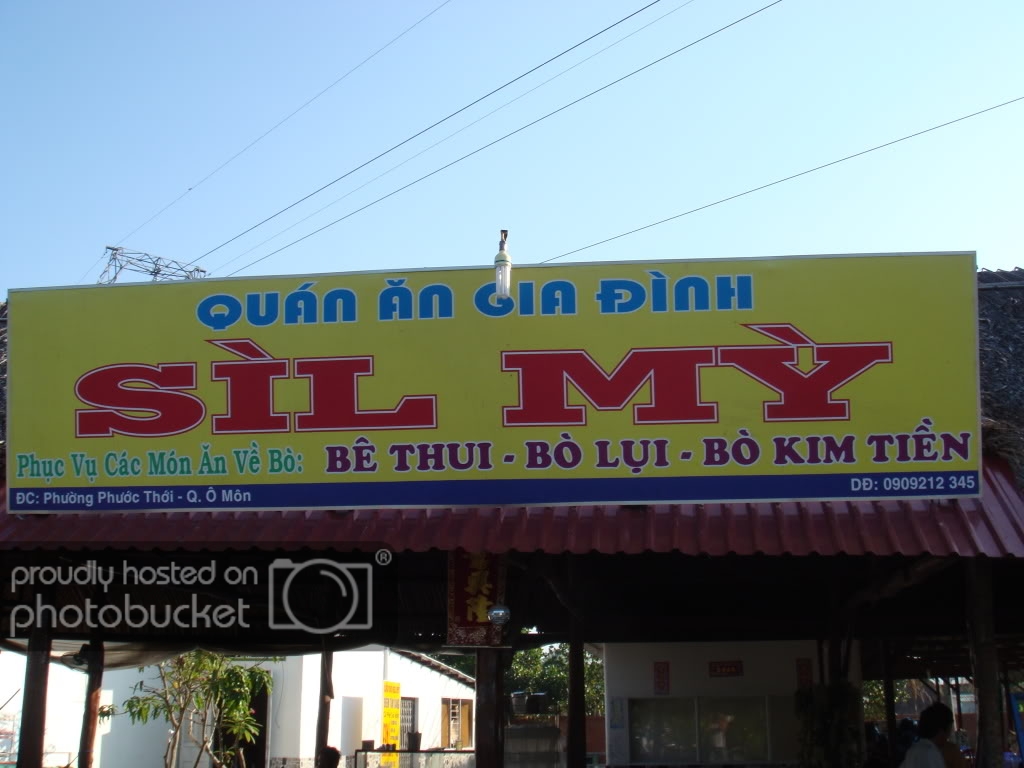 QUÁN ĂN GIA ĐÌNH
SÌL MỲ
Phục Vụ Các Món Ăn Về Bò: BÊ THUI - BÒ LỤI - BÒ KIM TIỀN
ĐC: Phường Phước Thới - Q. Ô Môn
DĐ: 0909212 345
proudly hosted on
photobucket ®